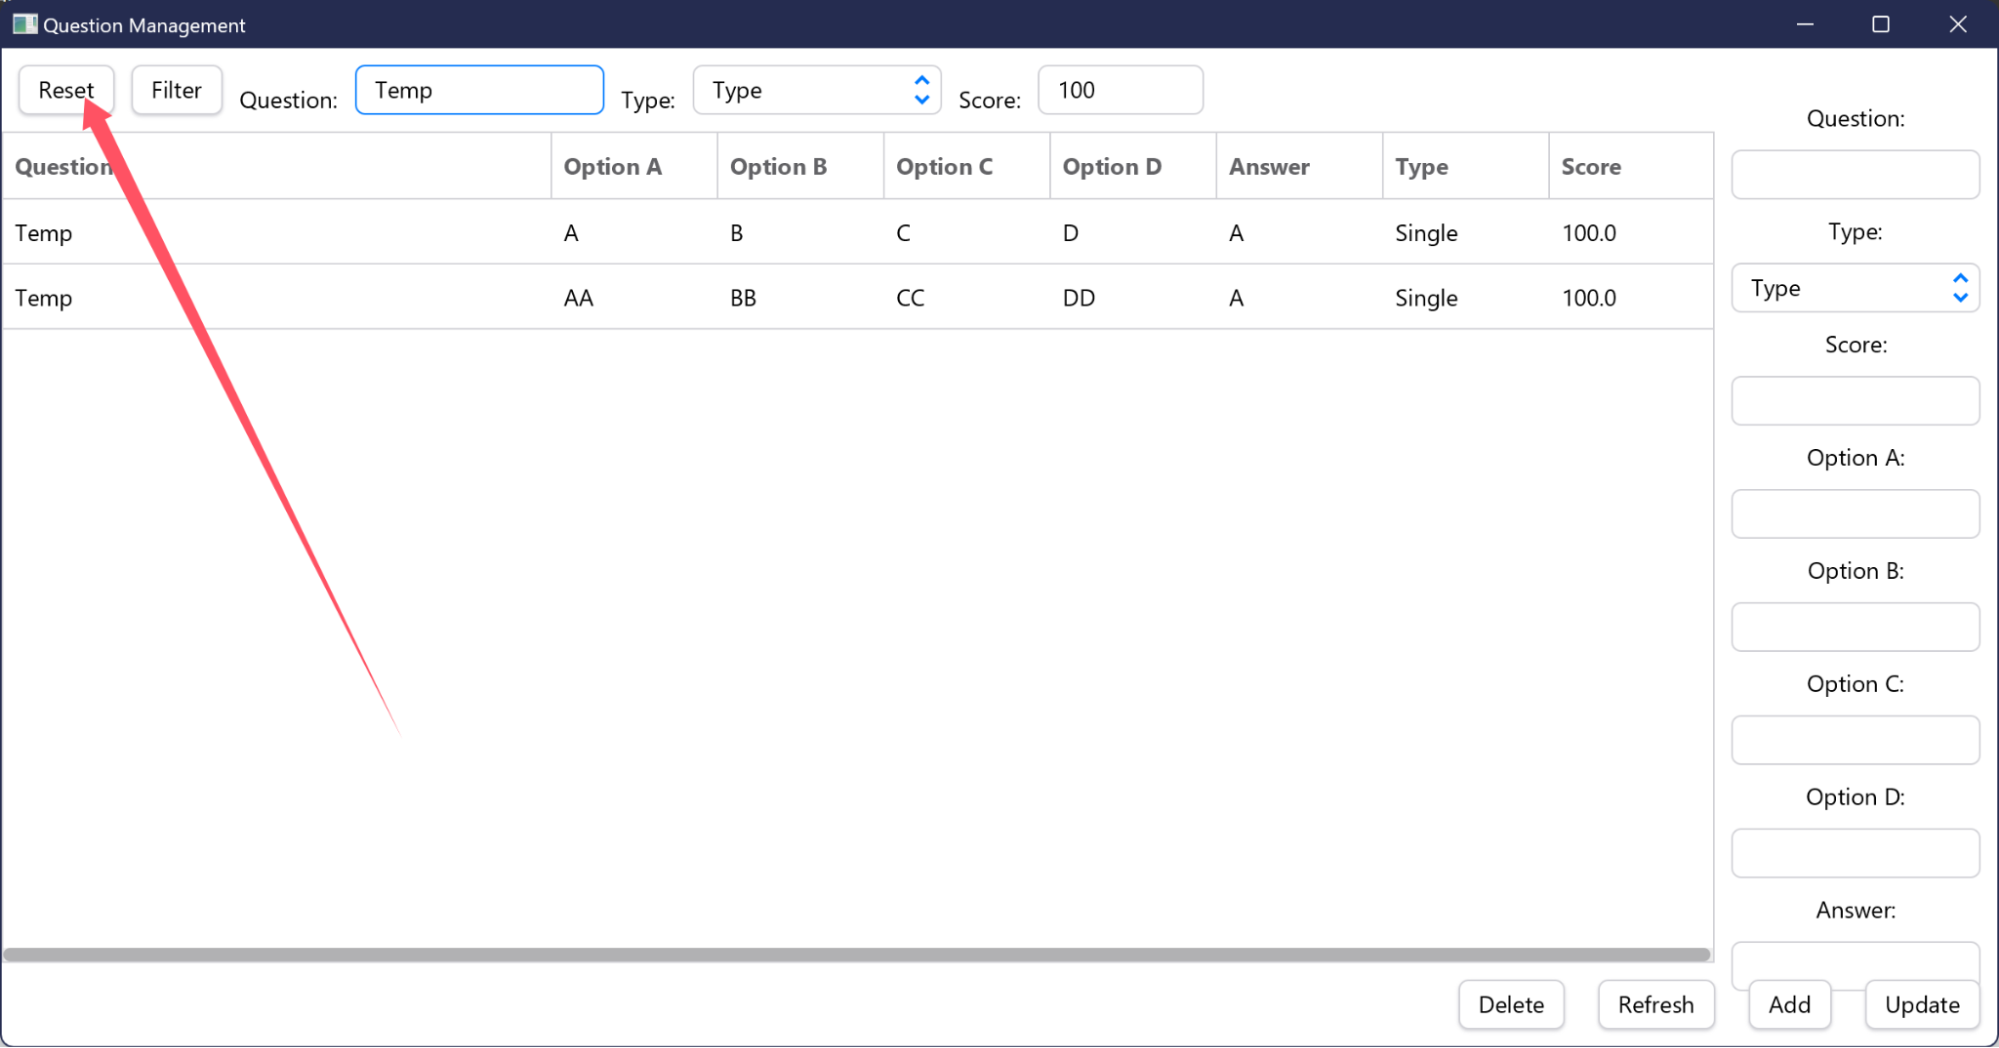 Question Management
Reset Filter Question: Temp Type: Type Score: 100
Question Option A Option B Option C Option D Answer Type Score
Temp A B C D A Single 100.0
Temp AA BB CC DD A Single 100.0
Question:
Type:
Type
Score:
Option A:
Option B:
Option C:
Option D:
Answer:
Delete Refresh Add Update